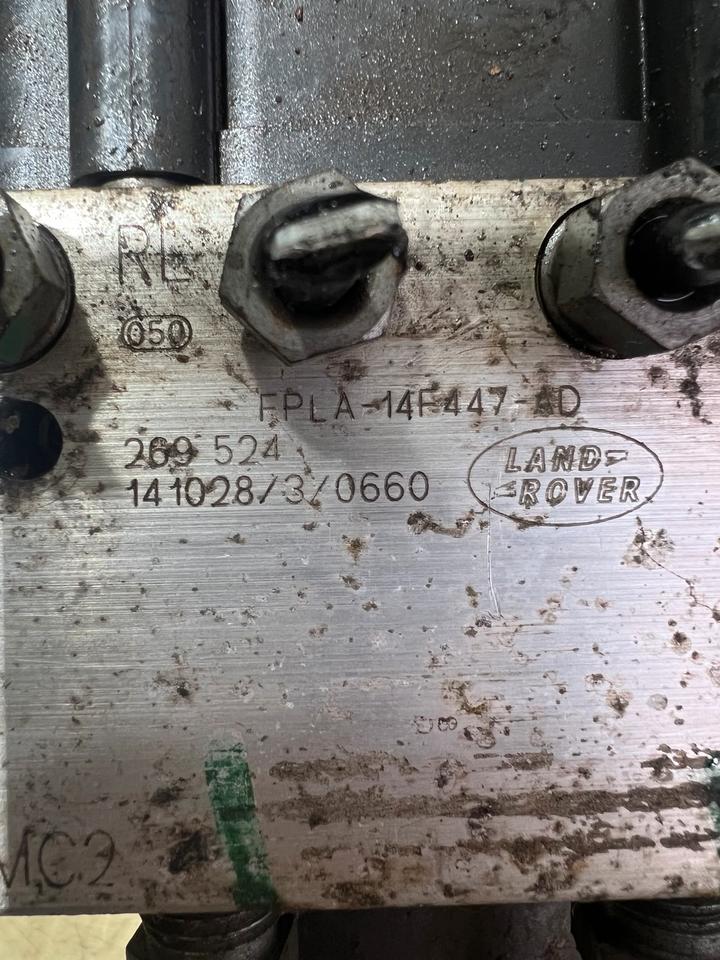 RL
050
FPLA-14F447-AD
269 524
141028/3/0660
LAND-
-ROVER
MC2